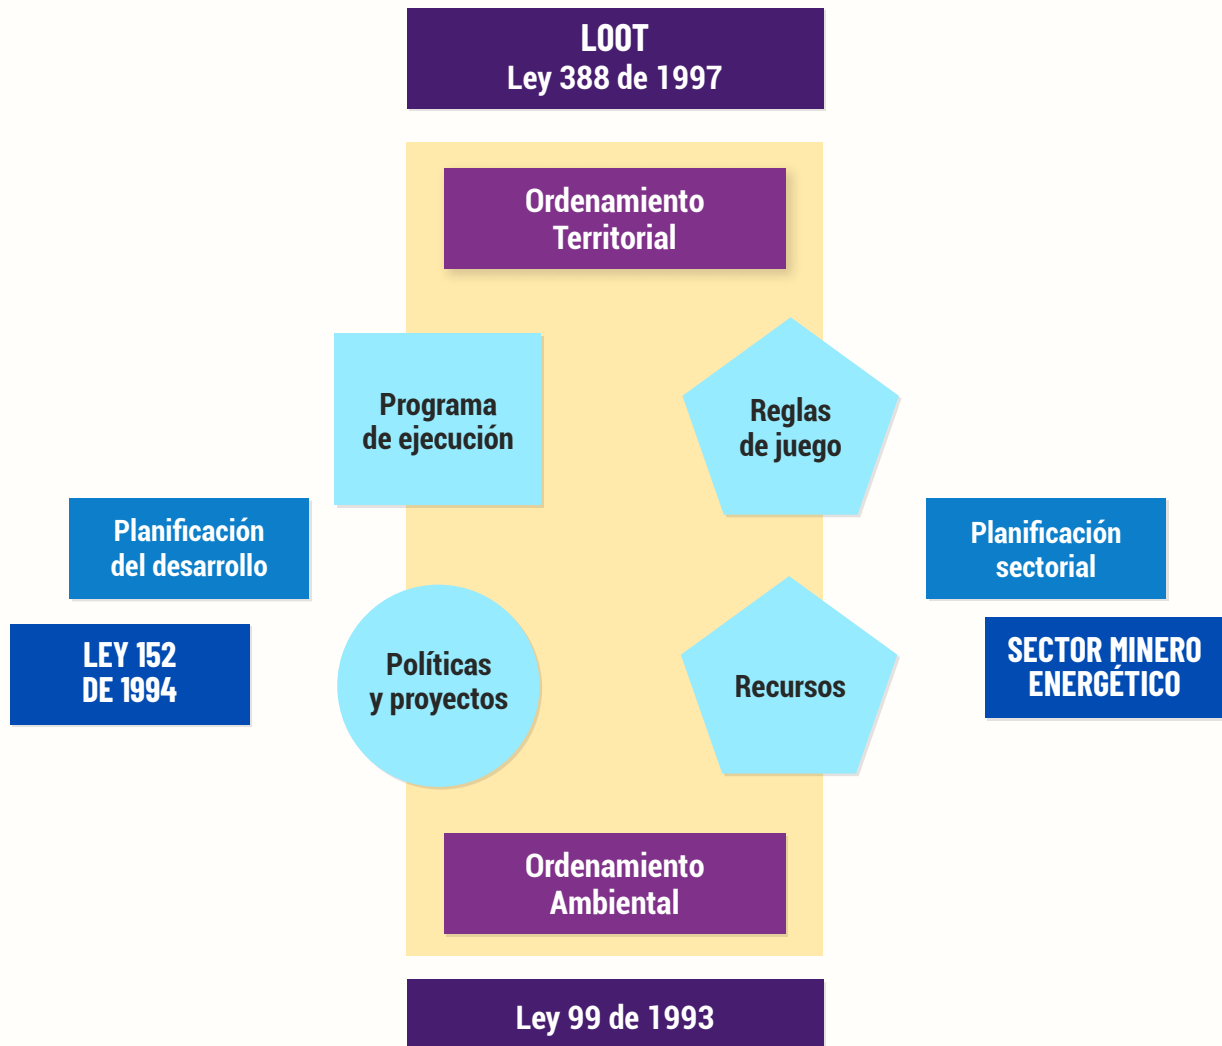 LOOT
Ley 388 de 1997
Ordenamiento
Territorial
Programa
de ejecución
Reglas
de juego
Planificación
del desarrollo
Planificación
sectorial
LEY 152
DE 1994
Políticas
y proyectos
Recursos
SECTOR MINERO
ENERGÉTICO
Ordenamiento
Ambiental
Ley 99 de 1993